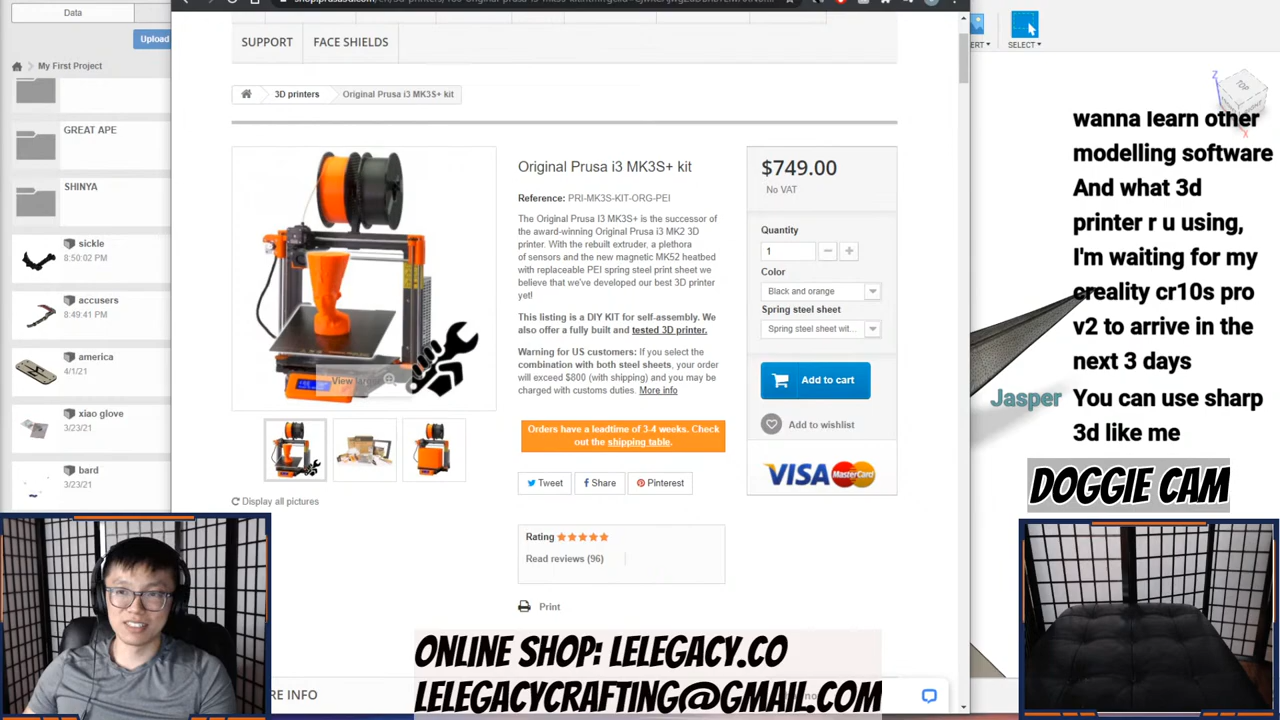 Data
Upload
My First Project
GREAT APE
SHINYA
sickle
8:50:02 PM
accusers
8:49:41 PM
america
4/1/21
xiao glove
3/23/21
bard
3/23/21
SUPPORT
FACE SHIELDS
3D printers
Original Prusa i3 MK3S+ kit
View larger
Display all pictures
Original Prusa i3 MK3S+ kit
Reference: PRI-MK3S-KIT-ORG-PEI
The Original Prusa I3 MK3S+ is the successor of
the award-winning Original Prusa i3 MK2 3D
printer. With the rebuilt extruder, a plethora
of sensors and the new magnetic MK52 heatbed
with replaceable PEI spring steel print sheet we
believe that we've developed our best 3D printer
yet!
This listing is a DIY KIT for self-assembly. We
also offer a fully built and tested 3D printer.
Warning for US customers: If you select the
combination with both steel sheets, your order
will exceed $800 (with shipping) and you may be
charged with customs duties. More info
Orders have a leadtime of 3-4 weeks. Check
out the shipping table.
Tweet
Share
Pinterest
Rating
Read reviews (96)
Print
$749.00
No VAT
Quantity
1
Color
Black and orange
Spring steel sheet
Spring steel sheet wit...
Add to cart
Add to wishlist
VISA MasterCard
RE INFO
ERT
SELECT
Z
TOP
X
wanna learn other
modelling software
And what 3d
printer r u using,
I'm waiting for my
creality cr10s pro
v2 to arrive in the
next 3 days
Jasper You can use sharp
3d like me
DOGGIE CAM
ONLINE SHOP: LELEGACY.CO
LELEGACYCRAFTING@GMAIL.COM